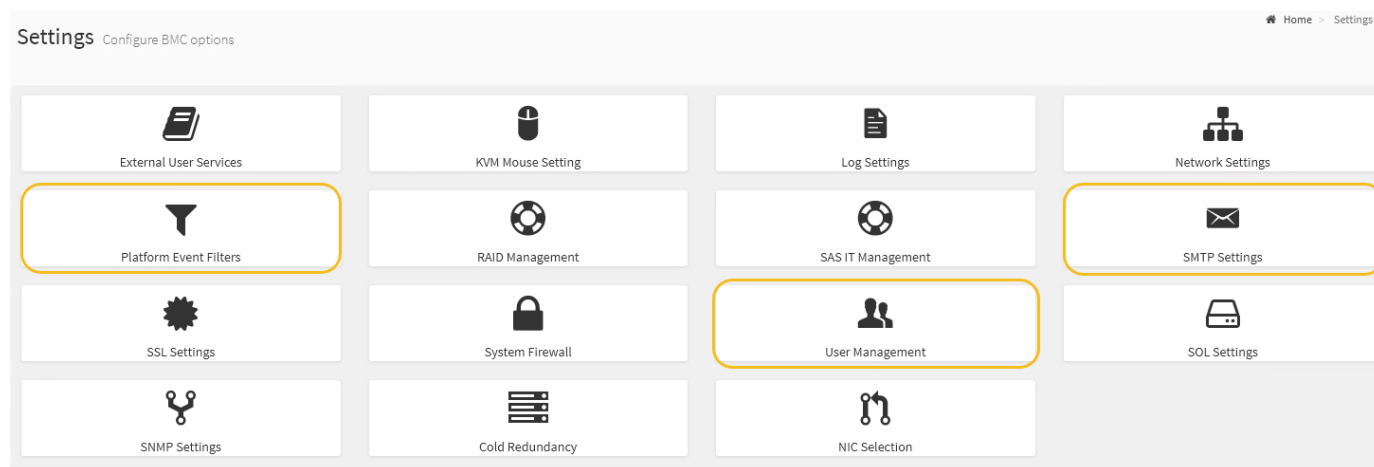 Home > Settings
Settings Configure BMC options
External User Services
KVM Mouse Setting
Log Settings
Network Settings
Platform Event Filters
RAID Management
SAS IT Management
SMTP Settings
SSL Settings
System Firewall
User Management
SOL Settings
SNMP Settings
Cold Redundancy
NIC Selection